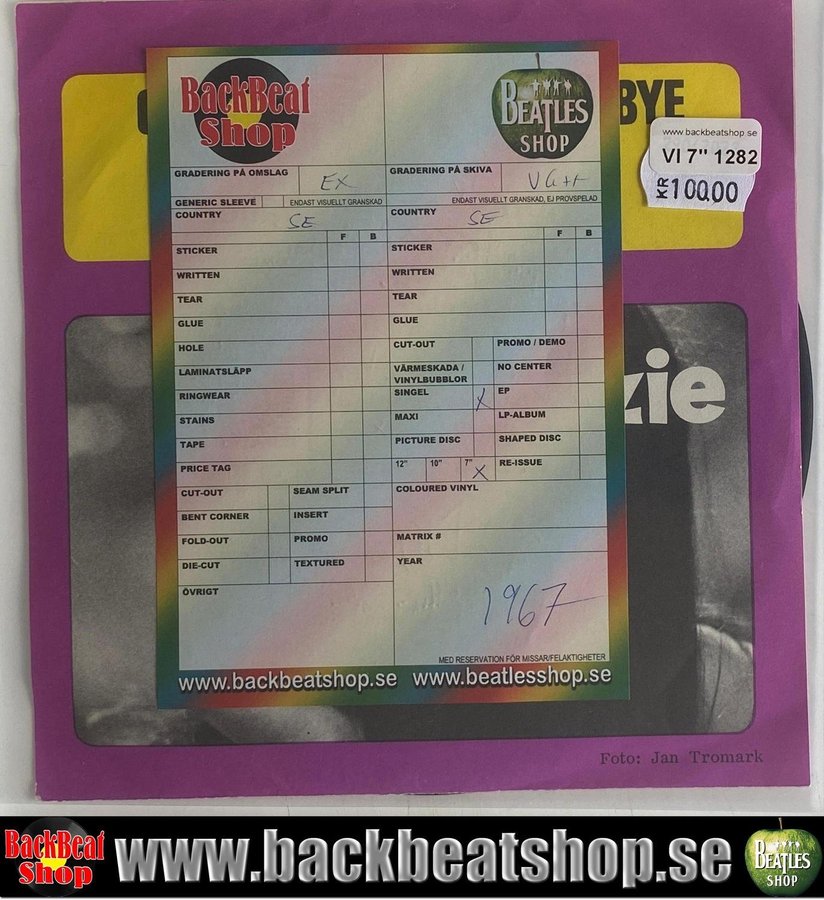 BYE
www.backbeatshop.se
VI 7" 1282
KR 100.00
BackBeat
Shop
BEATLES
SHOP
GRADERING PÅ OMSLAG EX
GRADERING PÅ SKIVA VG++
GENERIC SLEEVE ENDAST VISUELLT GRANSKAD
ENDAST VISUELLT GRANSKAD, EJ PROVSPELAD
COUNTRY SE
COUNTRY SE
F B
F B
STICKER
STICKER
WRITTEN
WRITTEN
TEAR
TEAR
GLUE
GLUE
HOLE
CUT-OUT PROMO / DEMO
LAMINATSLÄPP
VÄRMESKADA / NO CENTER
VINYLBUBBLOR
RINGWEAR
SINGEL X EP
STAINS
MAXI LP-ALBUM
TAPE
PICTURE DISC SHAPED DISC
PRICE TAG
12" 10" 7" X RE-ISSUE
CUT-OUT SEAM SPLIT
COLOURED VINYL
BENT CORNER INSERT
FOLD-OUT PROMO
MATRIX #
DIE-CUT TEXTURED
YEAR
ÖVRIGT
1967
MED RESERVATION FÖR MISSAR/FELAKTIGHETER
www.backbeatshop.se www.beatlesshop.se
zie
Foto: Jan Tromark
BackBeat
Shop
www.backbeatshop.se
BEATLES
SHOP